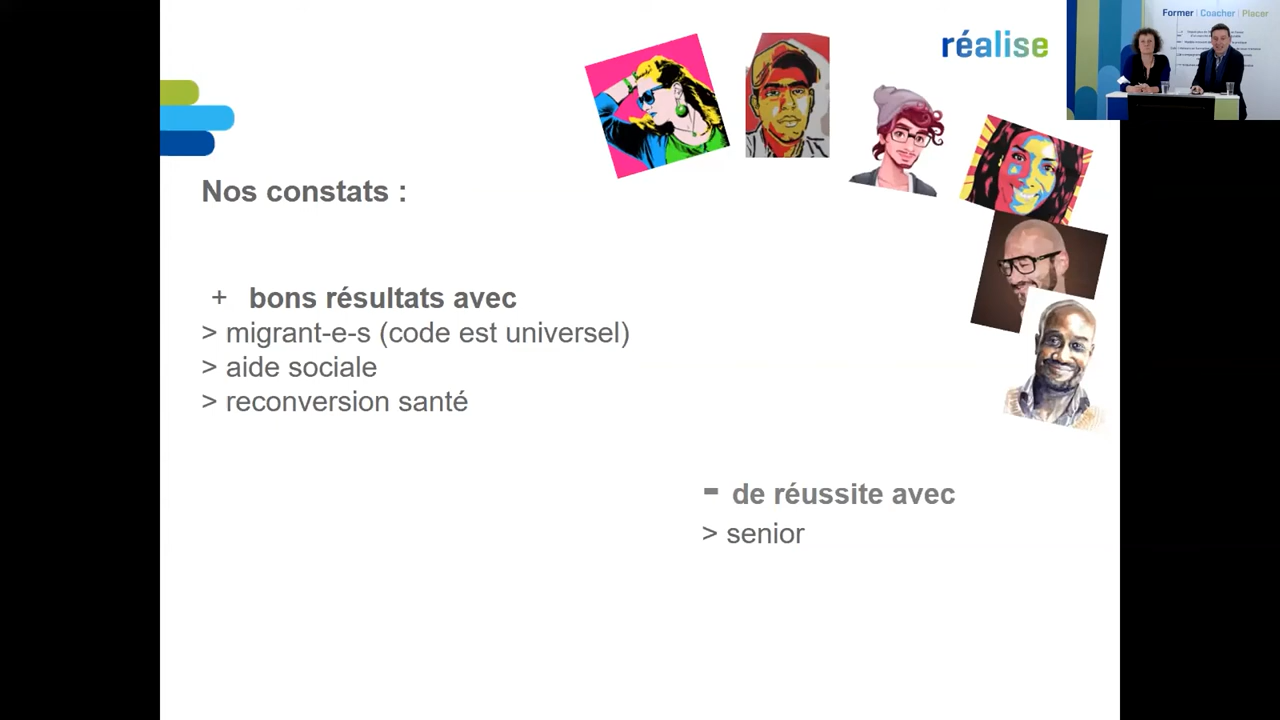 réalise
Former | Coacher | Placer
Nos constats :
+ bons résultats avec
> migrant-e-s (code est universel)
> aide sociale
> reconversion santé
- de réussite avec
> senior